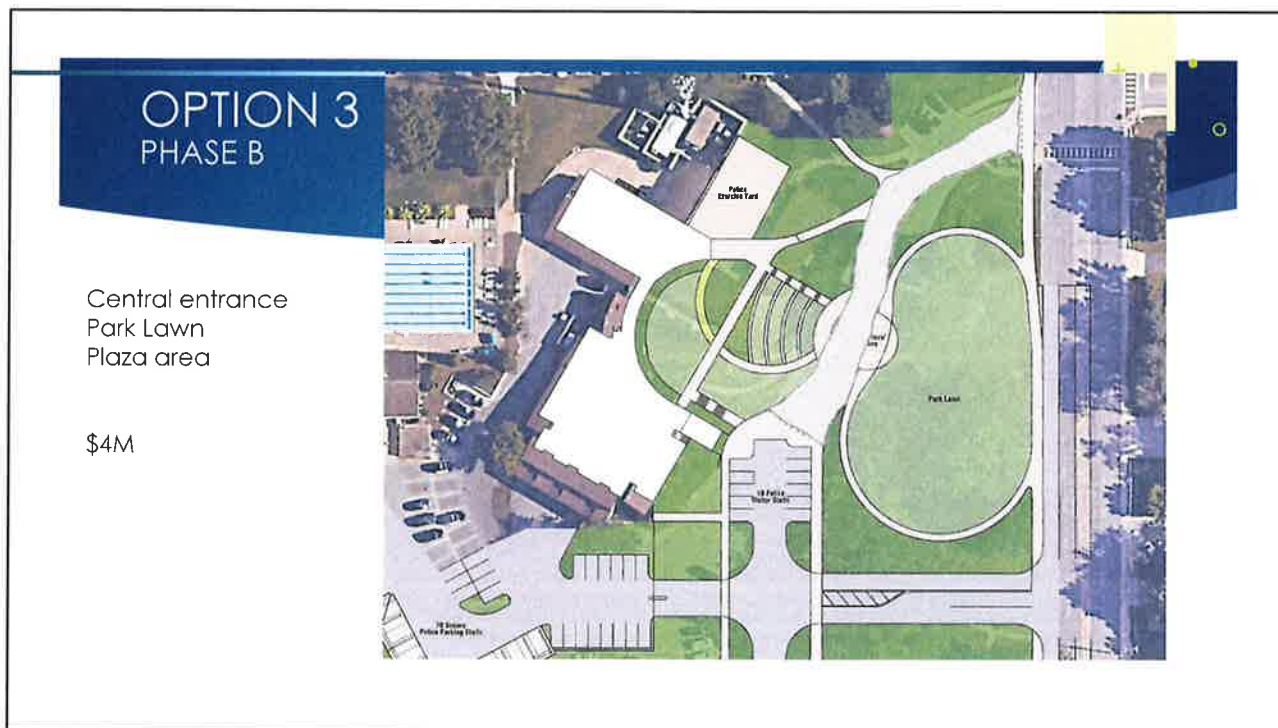 OPTION 3
PHASE B
Central entrance
Park Lawn
Plaza area
$4M
Police
Yard
Park Lawn
Police
Visitor Stalls
Secure
Police Parking Stalls